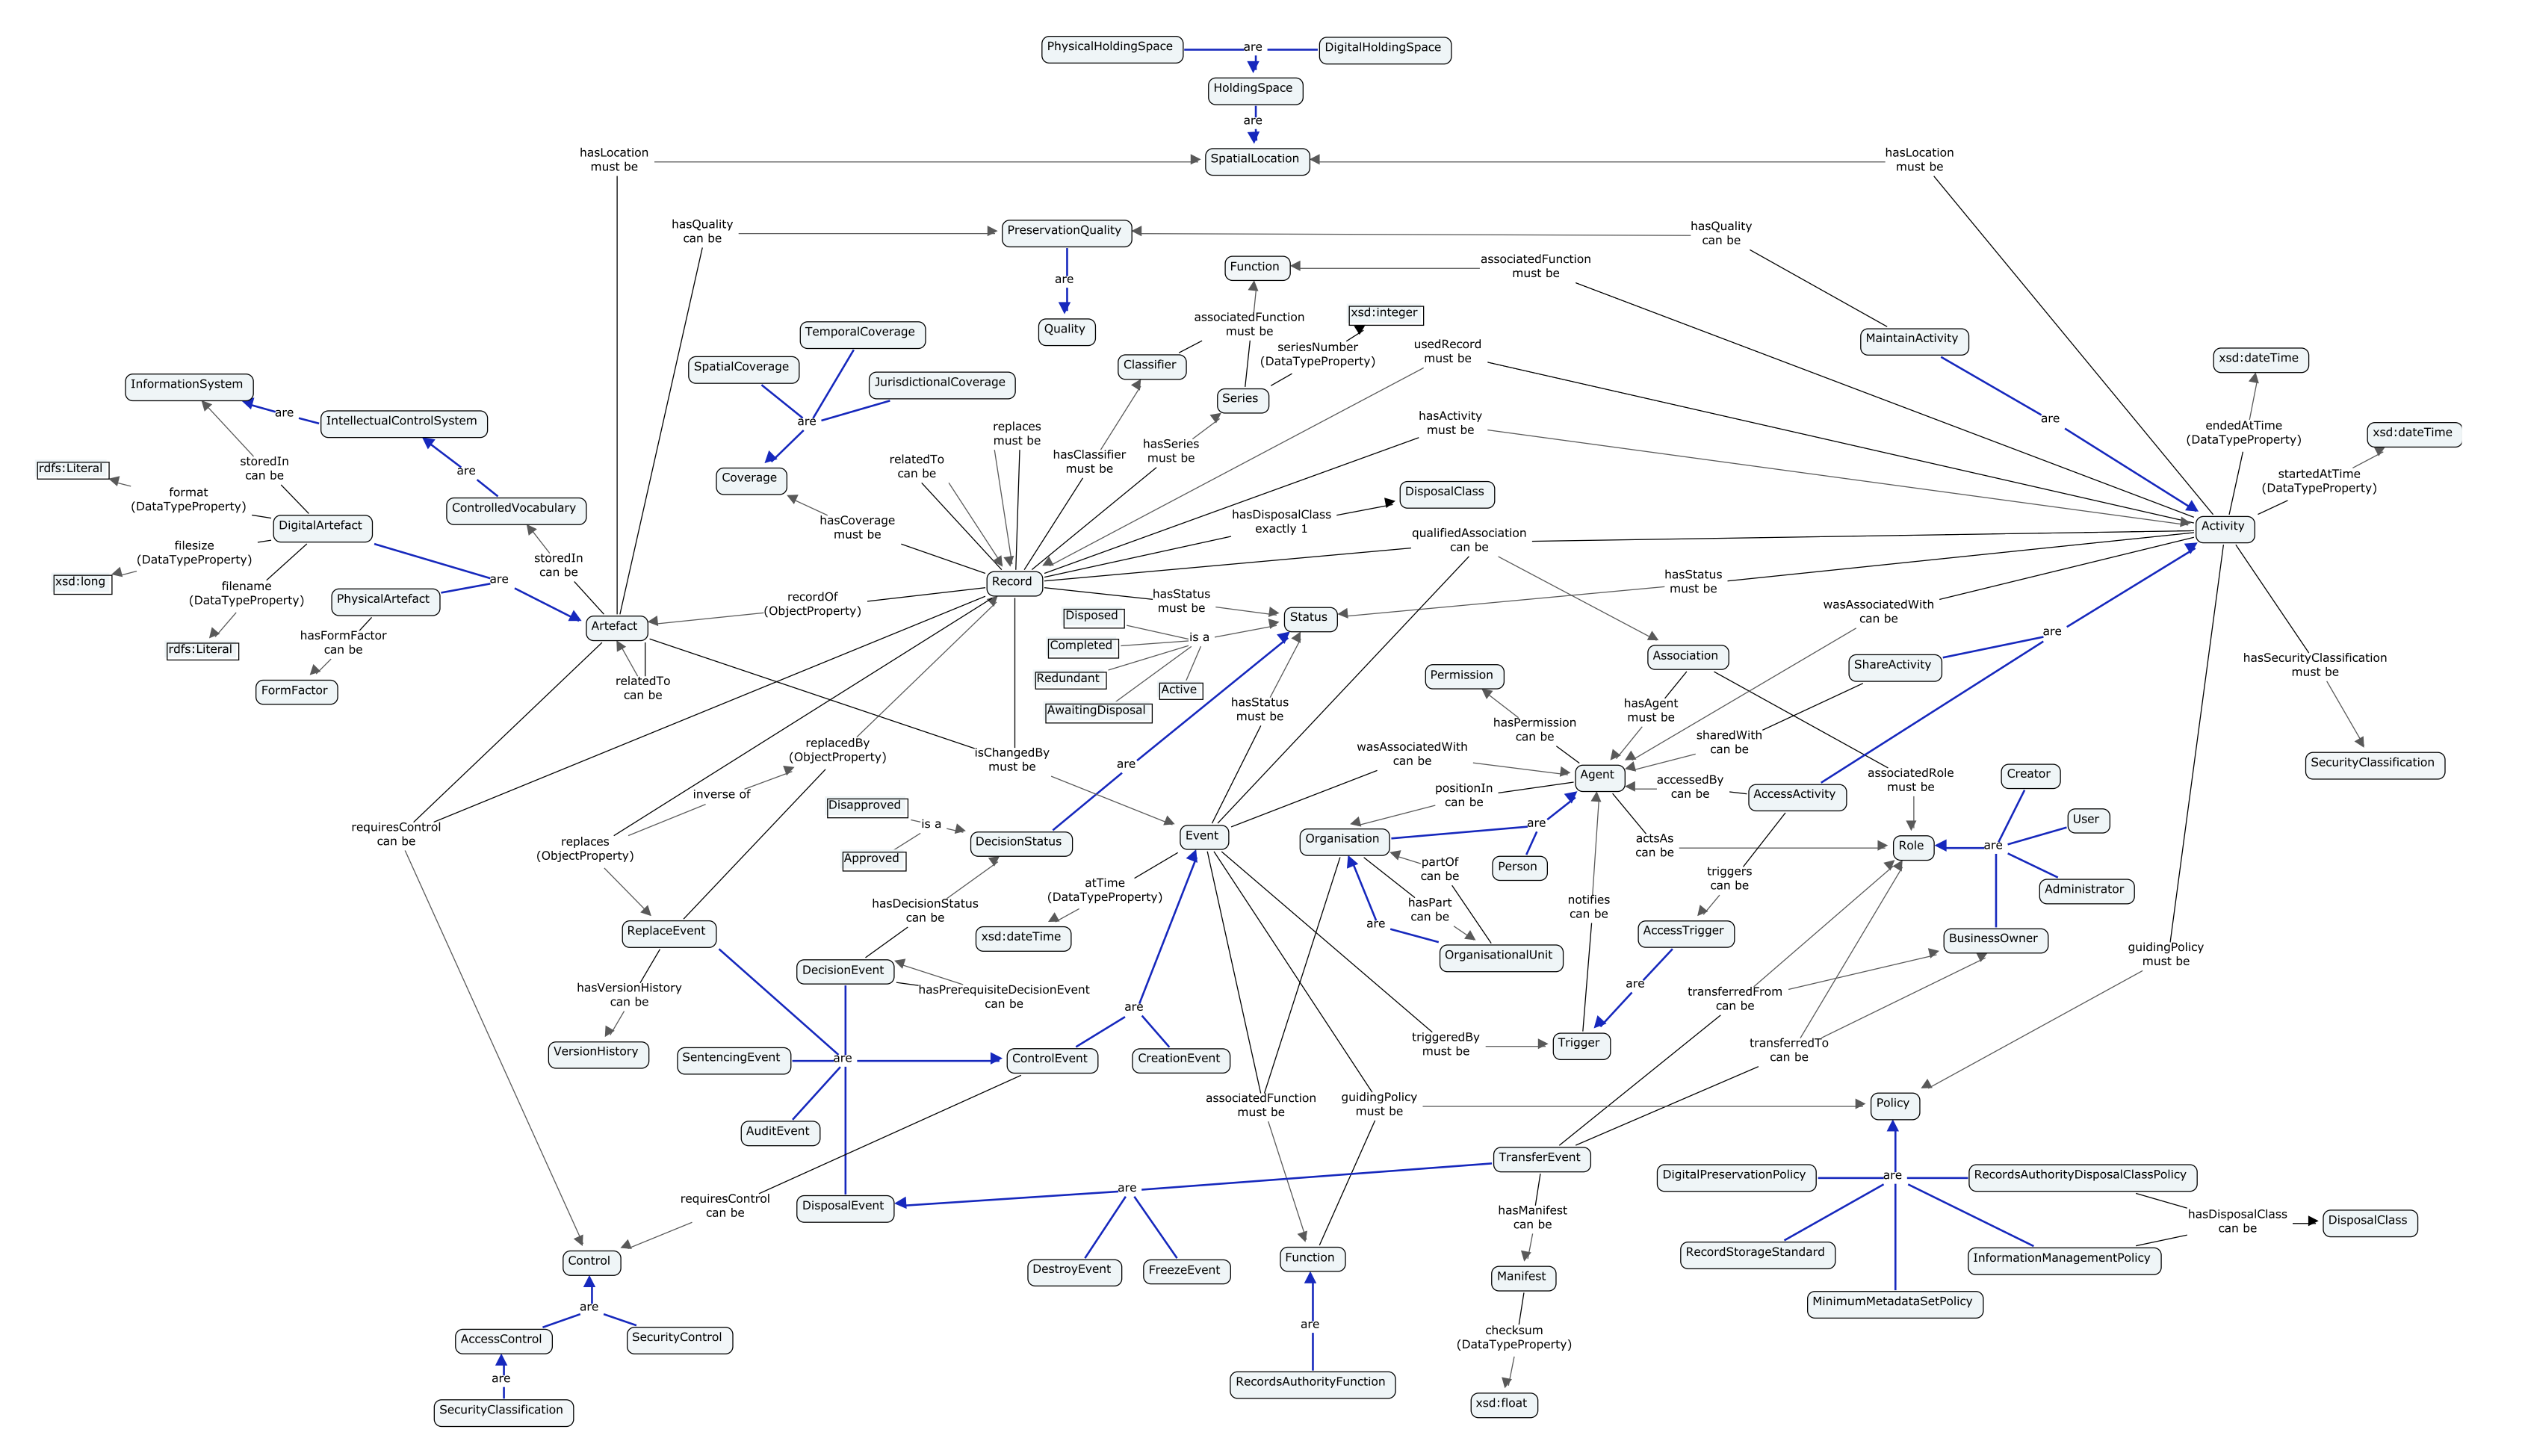 PhysicalHoldingSpace
are
DigitalHoldingSpace
HoldingSpace
are
SpatialLocation
hasLocation
must be
hasLocation
must be
hasQuality
can be
PreservationQuality
hasQuality
can be
are
Quality
Function
associatedFunction
must be
associatedFunction
must be
xsd:integer
seriesNumber
(DataTypeProperty)
usedRecord
must be
MaintainActivity
xsd:dateTime
TemporalCoverage
SpatialCoverage
JurisdictionalCoverage
are
Coverage
Classifier
Series
InformationSystem
are
IntellectualControlSystem
are
ControlledVocabulary
storedIn
can be
rdfs:Literal
format
(DataTypeProperty)
DigitalArtefact
filesize
(DataTypeProperty)
xsd:long
filename
(DataTypeProperty)
rdfs:Literal
PhysicalArtefact
hasFormFactor
can be
FormFactor
are
storedIn
can be
Artefact
relatedTo
can be
recordOf
(ObjectProperty)
hasCoverage
must be
relatedTo
can be
replaces
must be
hasClassifier
must be
hasSeries
must be
hasActivity
must be
hasDisposalClass
exactly 1
DisposalClass
qualifiedAssociation
can be
Record
hasStatus
must be
Status
Disposed
Completed
Redundant
AwaitingDisposal
Active
is a
hasStatus
must be
hasStatus
must be
are
endedAtTime
(DataTypeProperty)
xsd:dateTime
startedAtTime
(DataTypeProperty)
Activity
wasAssociatedWith
can be
are
ShareActivity
Association
hasSecurityClassification
must be
SecurityClassification
Permission
hasPermission
can be
hasAgent
must be
sharedWith
can be
wasAssociatedWith
can be
Agent
accessedBy
can be
AccessActivity
associatedRole
must be
Creator
User
are
Role
Administrator
BusinessOwner
positionIn
can be
Organisation
are
Person
actsAs
can be
triggers
can be
AccessTrigger
are
Trigger
notifies
can be
partOf
can be
hasPart
can be
are
OrganisationalUnit
isChangedBy
must be
are
replacedBy
(ObjectProperty)
inverse of
replaces
(ObjectProperty)
requiresControl
can be
Disapproved
is a
Approved
DecisionStatus
Event
atTime
(DataTypeProperty)
xsd:dateTime
hasDecisionStatus
can be
ReplaceEvent
hasVersionHistory
can be
VersionHistory
DecisionEvent
hasPrerequisiteDecisionEvent
can be
are
SentencingEvent
are
ControlEvent
CreationEvent
AuditEvent
DisposalEvent
requiresControl
can be
triggeredBy
must be
transferredFrom
can be
transferredTo
can be
guidingPolicy
must be
associatedFunction
must be
guidingPolicy
must be
Policy
TransferEvent
are
DestroyEvent
FreezeEvent
Function
are
RecordsAuthorityFunction
hasManifest
can be
Manifest
checksum
(DataTypeProperty)
xsd:float
DigitalPreservationPolicy
are
RecordsAuthorityDisposalClassPolicy
RecordStorageStandard
InformationManagementPolicy
MinimumMetadataSetPolicy
hasDisposalClass
can be
DisposalClass
Control
are
AccessControl
SecurityControl
are
SecurityClassification